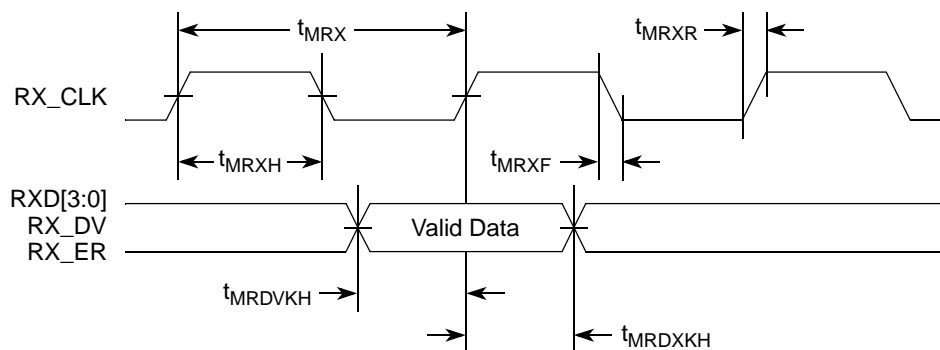 tMRX
tMRXR
RX_CLK
tMRXH
tMRXF
RXD[3:0]
RX_DV
RX_ER
Valid Data
tMRDVKH
tMRDXKH